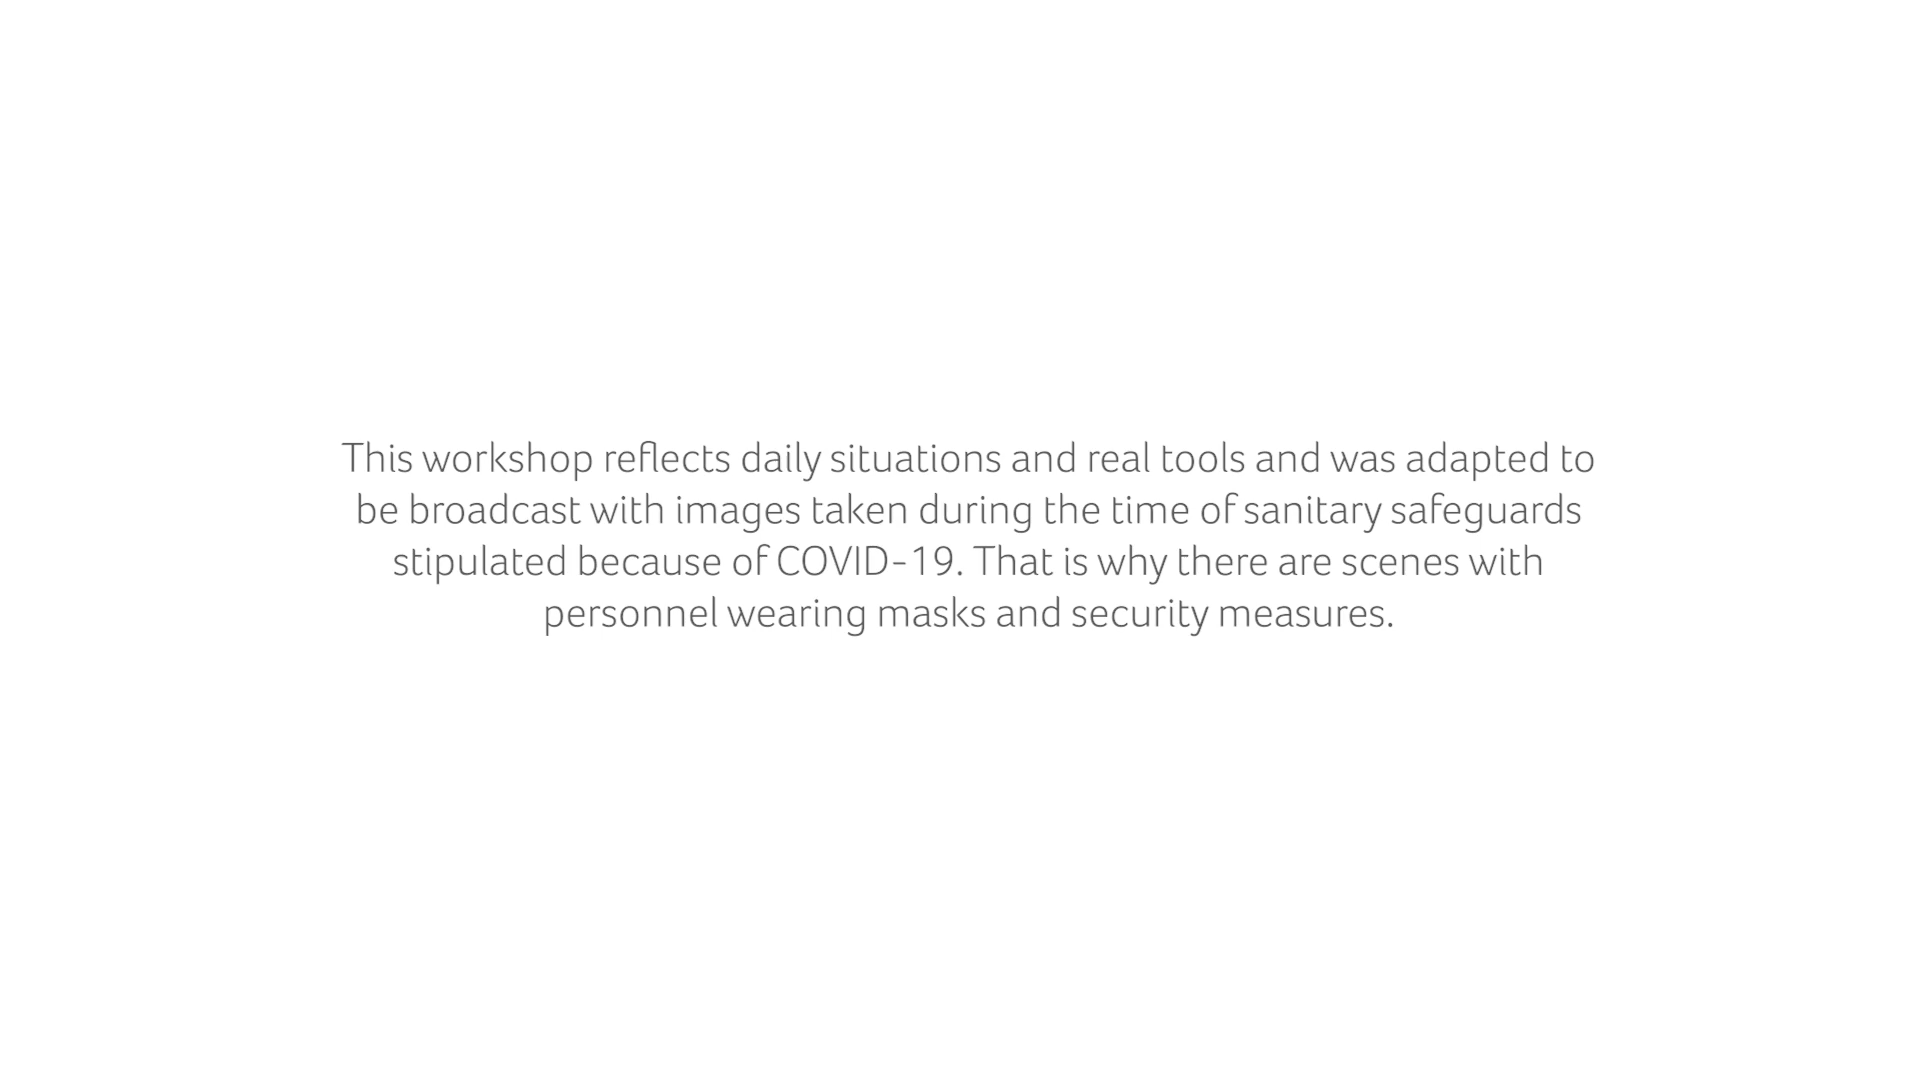 This workshop reflects daily situations and real tools and was adapted to
be broadcast with images taken during the time of sanitary safeguards
stipulated because of COVID-19. That is why there are scenes with
personnel wearing masks and security measures.